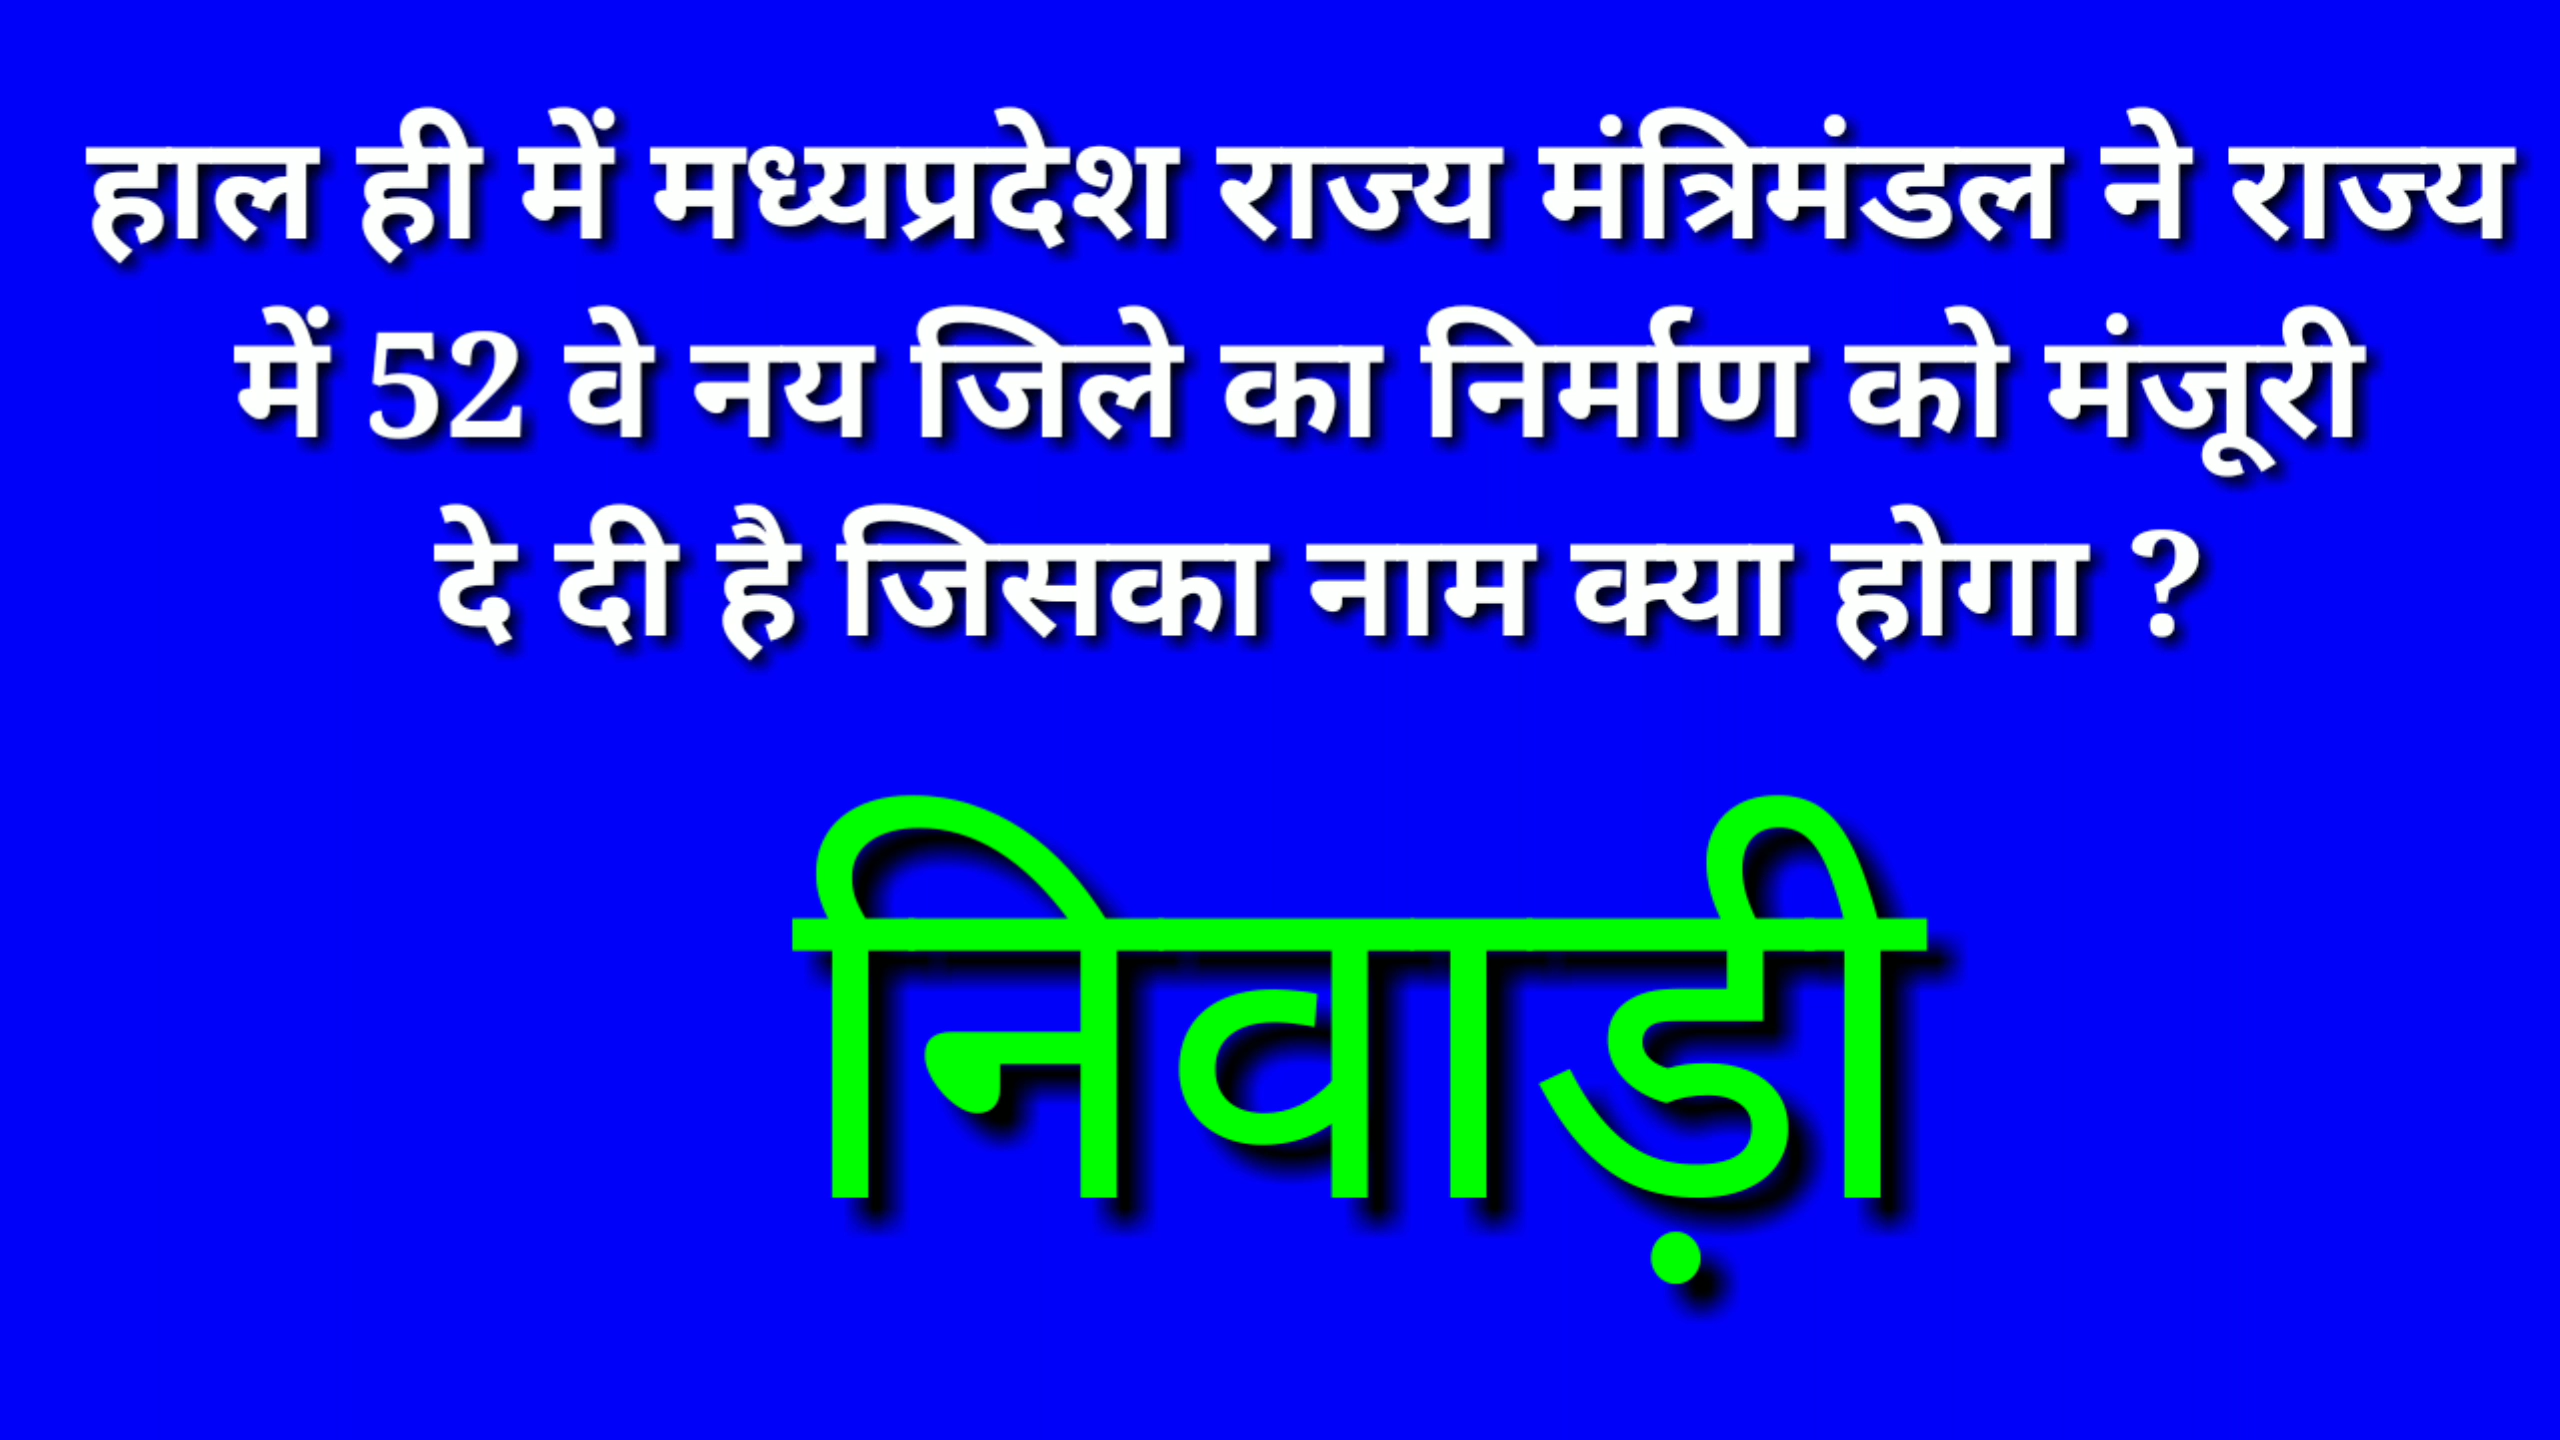 हाल ही में मध्यप्रदेश राज्य मंत्रिमंडल ने राज्य
में 52 वे नय जिले का निर्माण को मंजूरी
दे दी है जिसका नाम क्या होगा ?
निवाड़ी